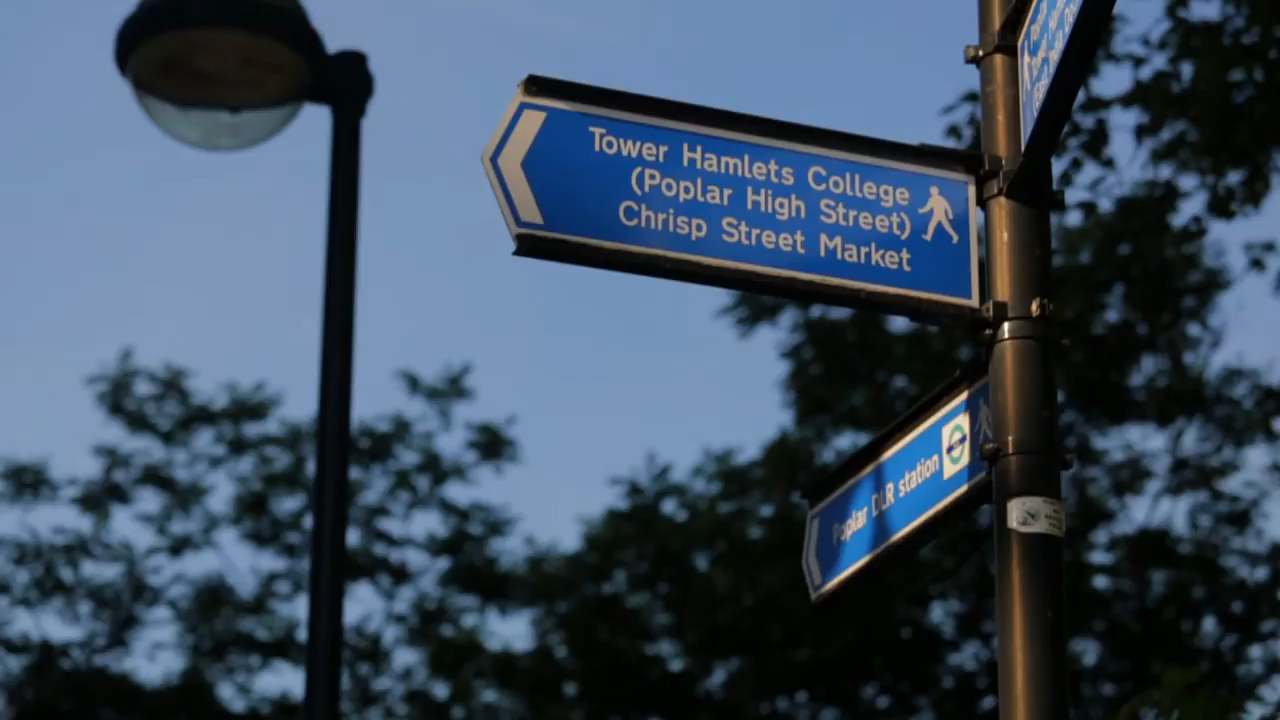 Tower Hamlets College
(Poplar High Street)
Chrisp Street Market
Poplar DLR station